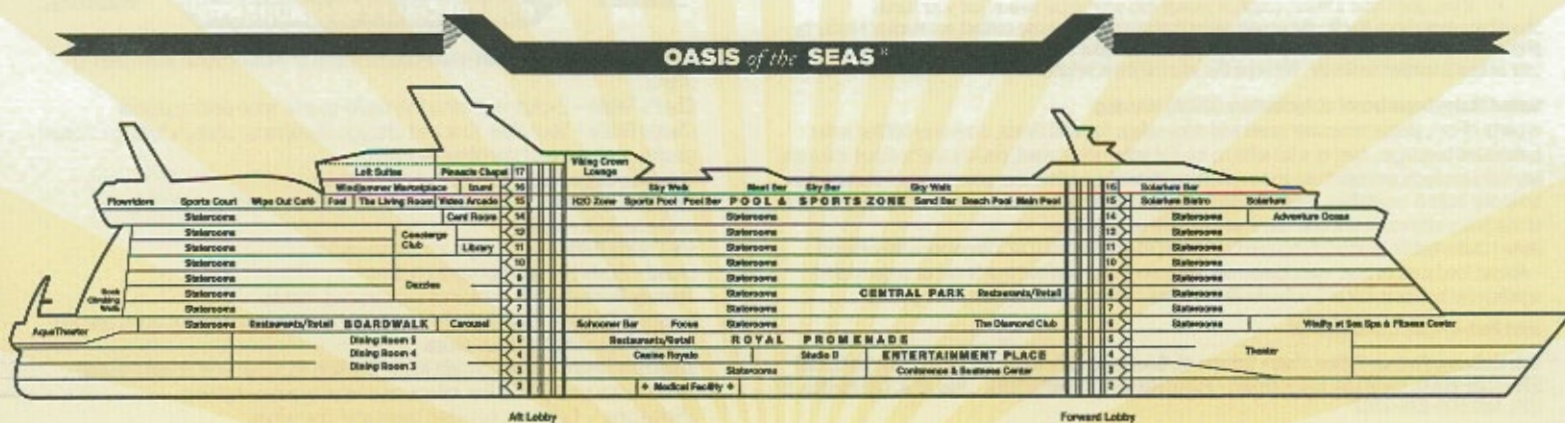 OASIS of the SEAS®
Loft Suites Pinnacle Chapel 17 Viking Crown Lounge
Windjammer Marketplace Izumi 16 Sky Walk Sky Bar Sky Walk 16 Solarium Bar
Flowriders Sports Court Wipe Out Café The Living Room Video Arcade 15 H2O Zone Sports Pool Pool Bar POOL & SPORTS ZONE Sand Bar Beach Pool Main Pool 15 Solarium Bistro Solarium
Staterooms Card Room 14 Staterooms 14 Staterooms Adventure Ocean
Staterooms Concierge Club 12 Staterooms 12 Staterooms
Staterooms Library 11 Staterooms 11 Staterooms
Staterooms 10 Staterooms 10 Staterooms
Staterooms Dazzles 9 Staterooms 9 Staterooms
Rock Climbing Walls Staterooms 8 Staterooms CENTRAL PARK Restaurants/Retail 8 Staterooms
Staterooms 7 Staterooms 7 Staterooms
AquaTheater Staterooms Restaurants/Retail BOARDWALK Carousel 6 Schooner Bar Focus Staterooms The Diamond Club 6 Staterooms Vitality at Sea Spa & Fitness Center
Dining Room 5 5 Restaurants/Retail ROYAL PROMENADE 5 Theater
Dining Room 4 4 Casino Royale Studio B ENTERTAINMENT PLACE 4
Dining Room 3 3 Staterooms Conference & Business Center 3
2 + Medical Facility + 2
Aft Lobby Forward Lobby